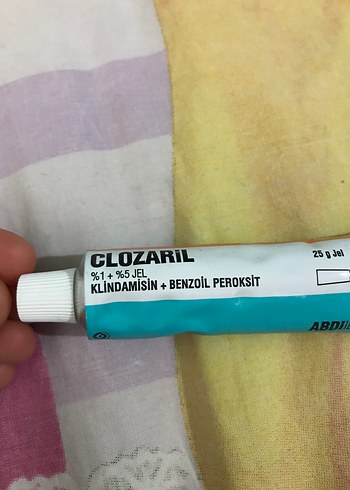 CLOZARİL
25 g Jel
%1 + %5 JEL
KLİNDAMİSİN + BENZOİL PEROKSİT